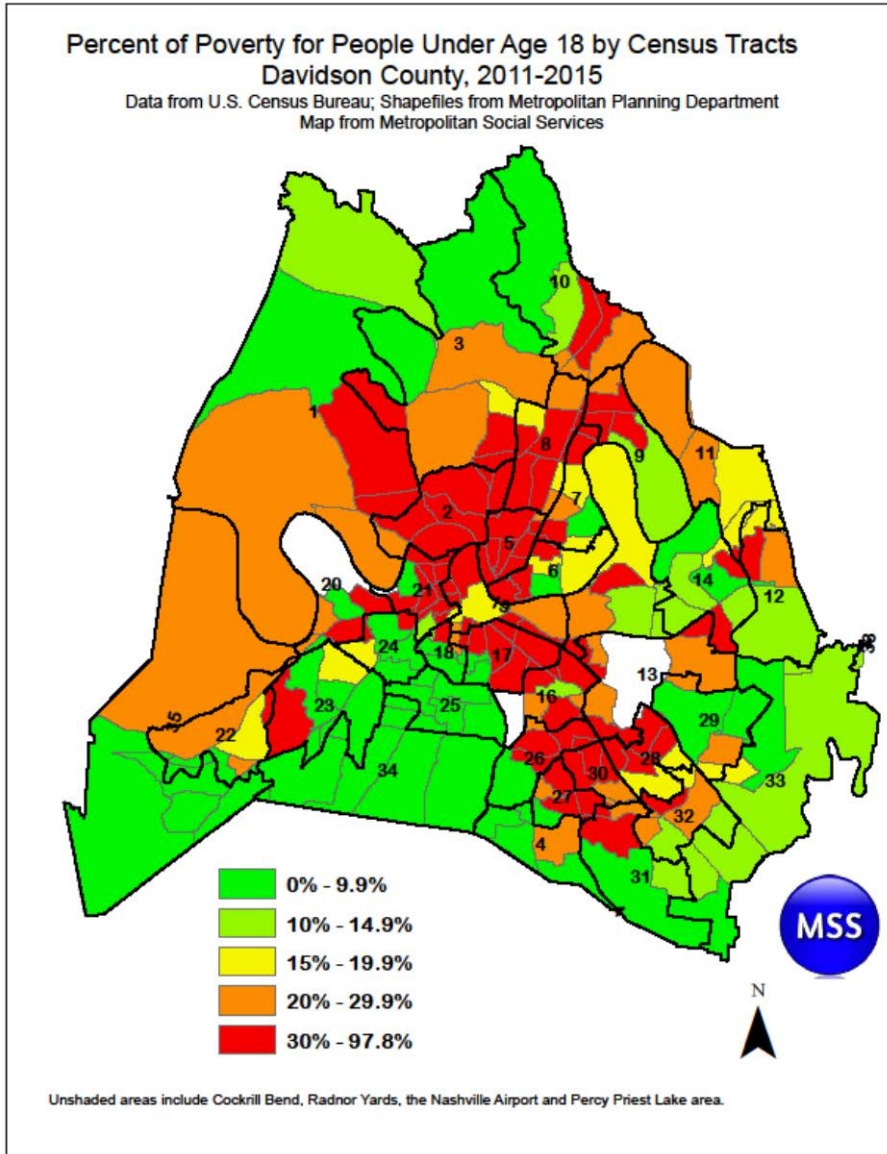 Percent of Poverty for People Under Age 18 by Census Tracts
Davidson County, 2011-2015
Data from U.S. Census Bureau; Shapefiles from Metropolitan Planning Department
Map from Metropolitan Social Services
10
3
1
8
9
11
7
2
5
6
14
20
21
12
19
24
18
17
13
16
23
25
29
35
22
26
28
34
30
33
27
32
4
31
0% - 9.9%
10% - 14.9%
15% - 19.9%
20% - 29.9%
30% - 97.8%
MSS
N
Unshaded areas include Cockrill Bend, Radnor Yards, the Nashville Airport and Percy Priest Lake area.